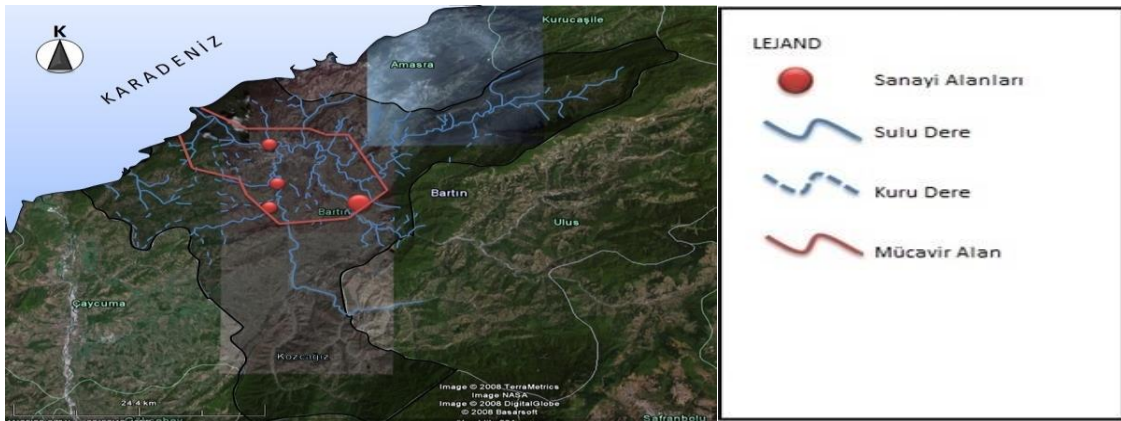 K
KARADENİZ
Kurucaşile
Amasra
Bartın
Bartın
Ulus
Çaycuma
Kozcağız
24.4 km
Safranbolu
Image © 2008 TerraMetrics
Image NASA
Image © 2008 DigitalGlobe
© 2008 Basarsoft
LEJAND
Sanayi Alanları
Sulu Dere
Kuru Dere
Mücavir Alan